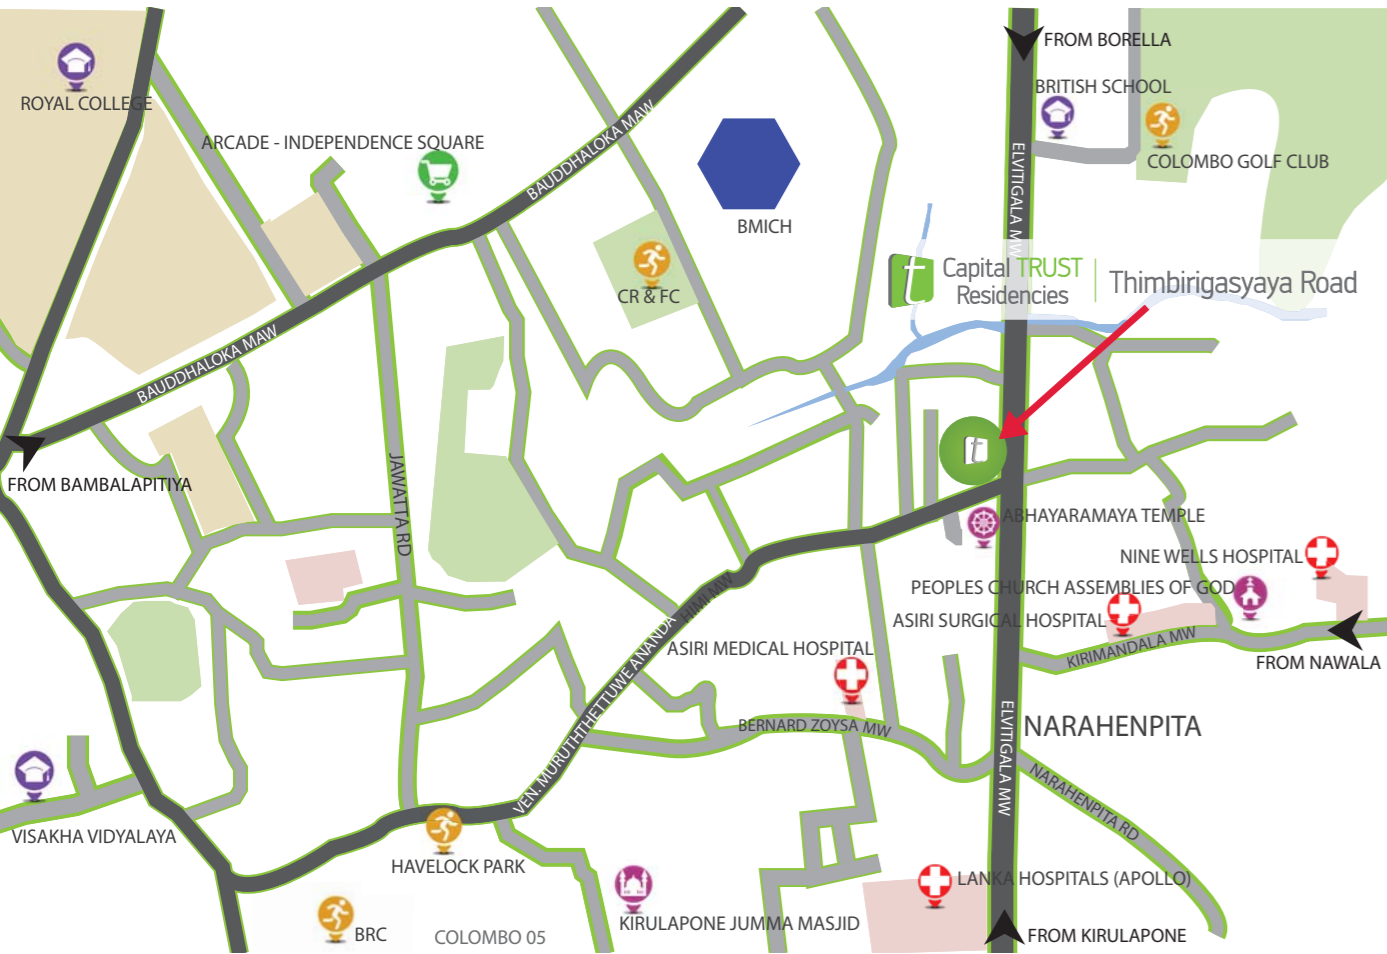 FROM BORELLA
BRITISH SCHOOL
ROYAL COLLEGE
ARCADE - INDEPENDENCE SQUARE
BAUDDHALOKA MAW
ELVITIGALA MW
COLOMBO GOLF CLUB
BMICH
t
Capital TRUST
Residencies
Thimbirigasyaya Road
CR & FC
BAUDDHALOKA MAW
t
JAWATTA RD
FROM BAMBALAPITIYA
ABHAYARAMAYA TEMPLE
NINE WELLS HOSPITAL
PEOPLES CHURCH ASSEMBLIES OF GOD
ASIRI SURGICAL HOSPITAL
KIRIMANDALA MW
FROM NAWALA
VEN. MURUTHTHETTUWE ANANDA HIMI MW
ASIRI MEDICAL HOSPITAL
BERNARD ZOYSA MW
ELVITIGALA MW
NARAHENPITA
NARAHENPITA RD
VISAKHA VIDYALAYA
HAVELOCK PARK
LANKA HOSPITALS (APOLLO)
KIRULAPONE JUMMA MASJID
BRC
COLOMBO 05
FROM KIRULAPONE